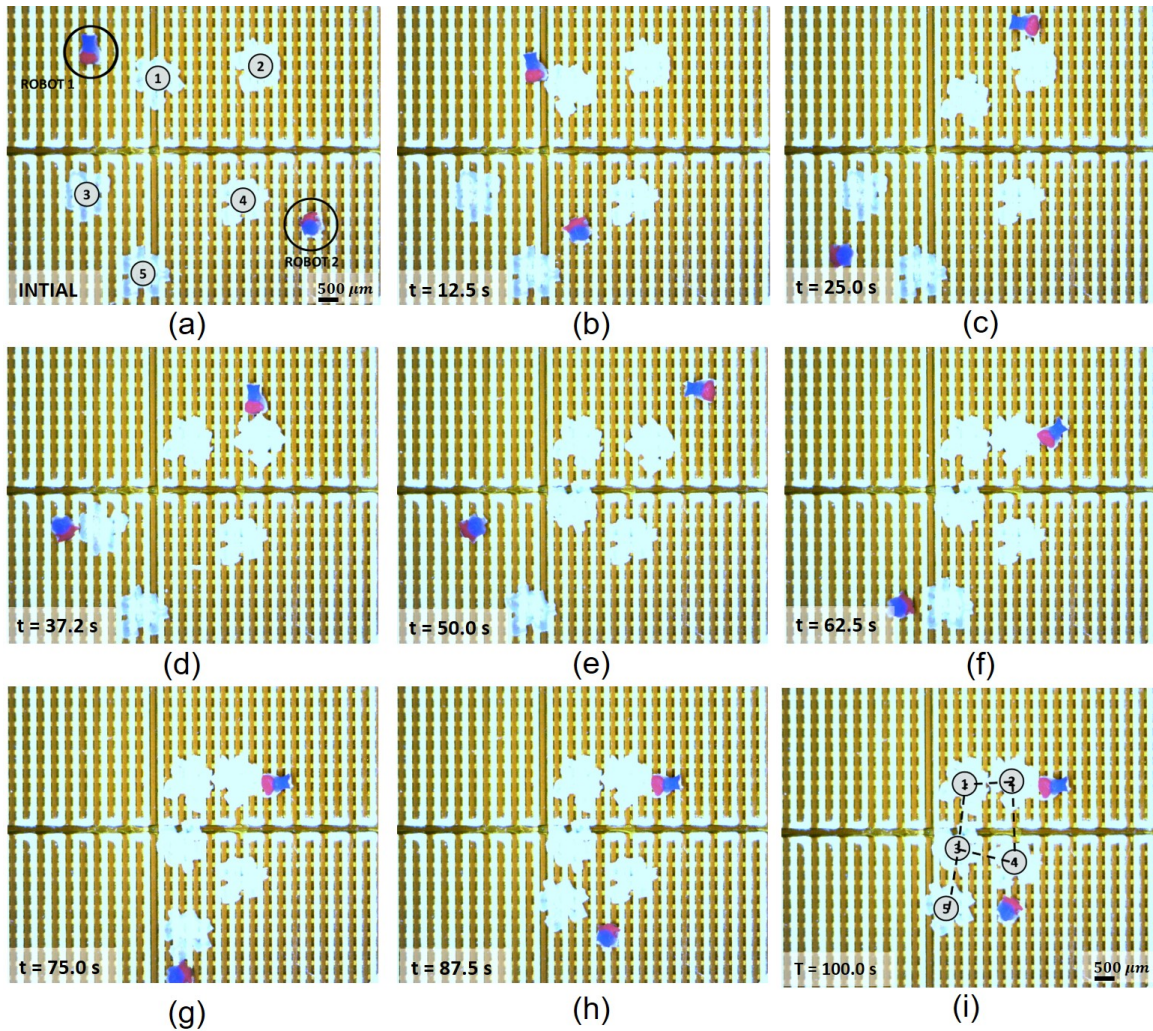 ROBOT 1
1
2
3
4
5
ROBOT 2
INTIAL
500 μm
(a)
t = 12.5 s
(b)
t = 25.0 s
(c)
t = 37.2 s
(d)
t = 50.0 s
(e)
t = 62.5 s
(f)
t = 75.0 s
(g)
t = 87.5 s
(h)
1
2
3
4
5
T = 100.0 s
500 μm
(i)